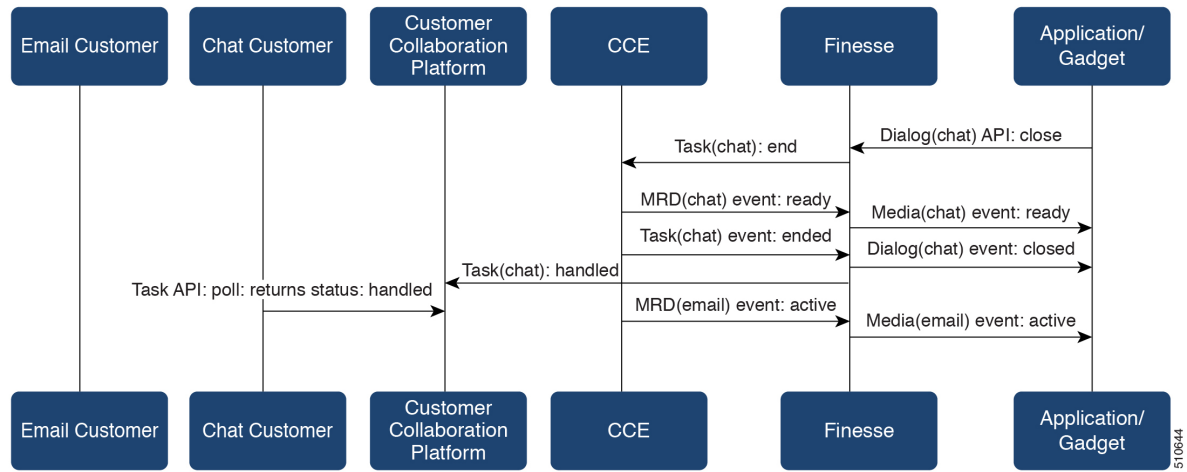 Email Customer
Chat Customer
Customer
Collaboration
Platform
CCE
Finesse
Application/
Gadget
Dialog(chat) API: close
Task(chat): end
MRD(chat) event: ready
Media(chat) event: ready
Task(chat) event: ended
Dialog(chat) event: closed
Task(chat): handled
Task API: poll: returns status: handled
MRD(email) event: active
Media(email) event: active
Email Customer
Chat Customer
Customer
Collaboration
Platform
CCE
Finesse
Application/
Gadget
510644